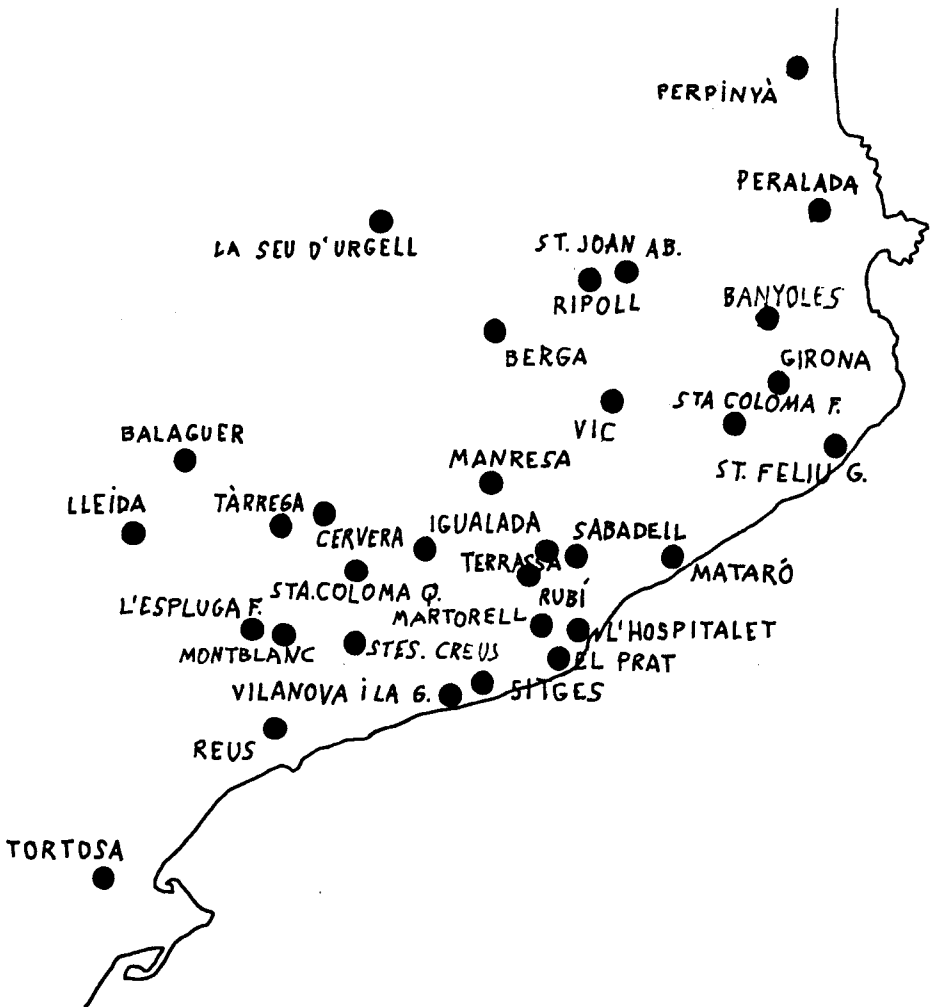 PERPINYÀ
PERALADA
LA SEU D'URGELL
ST. JOAN AB.
RIPOLL
BANYOLES
BERGA
GIRONA
STA COLOMA F.
VIC
BALAGUER
MANRESA
ST. FELIU G.
LLEIDA
TÀRREGA
CERVERA
IGUALADA
SABADELL
TERRASSA
MATARÓ
STA. COLOMA Q.
RUBÍ
L'ESPLUGA F.
MARTORELL
L'HOSPITALET
MONTBLANC
STES. CREUS
EL PRAT
VILANOVA i LA G.
SITGES
REUS
TORTOSA